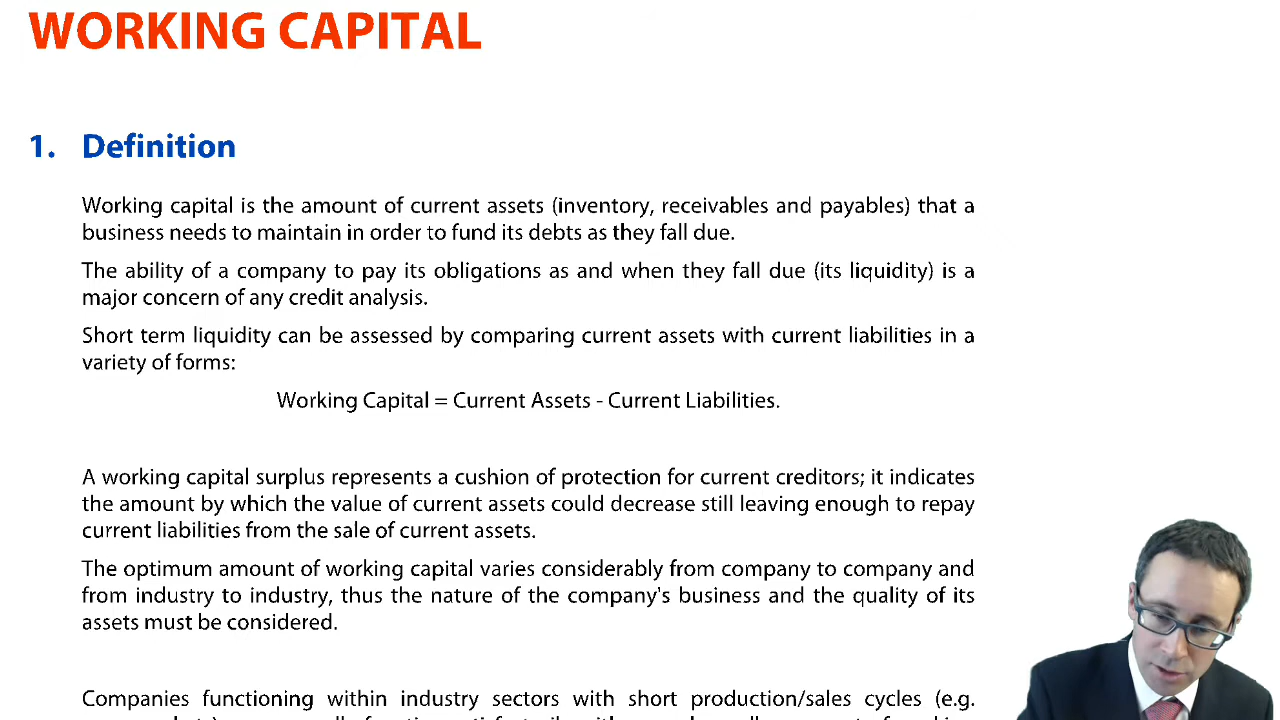 WORKING CAPITAL
1. Definition
Working capital is the amount of current assets (inventory, receivables and payables) that a
business needs to maintain in order to fund its debts as they fall due.
The ability of a company to pay its obligations as and when they fall due (its liquidity) is a
major concern of any credit analysis.
Short term liquidity can be assessed by comparing current assets with current liabilities in a
variety of forms:
Working Capital = Current Assets - Current Liabilities.
A working capital surplus represents a cushion of protection for current creditors; it indicates
the amount by which the value of current assets could decrease still leaving enough to repay
current liabilities from the sale of current assets.
The optimum amount of working capital varies considerably from company to company and
from industry to industry, thus the nature of the company's business and the quality of its
assets must be considered.
Companies functioning within industry sectors with short production/sales cycles (e.g.